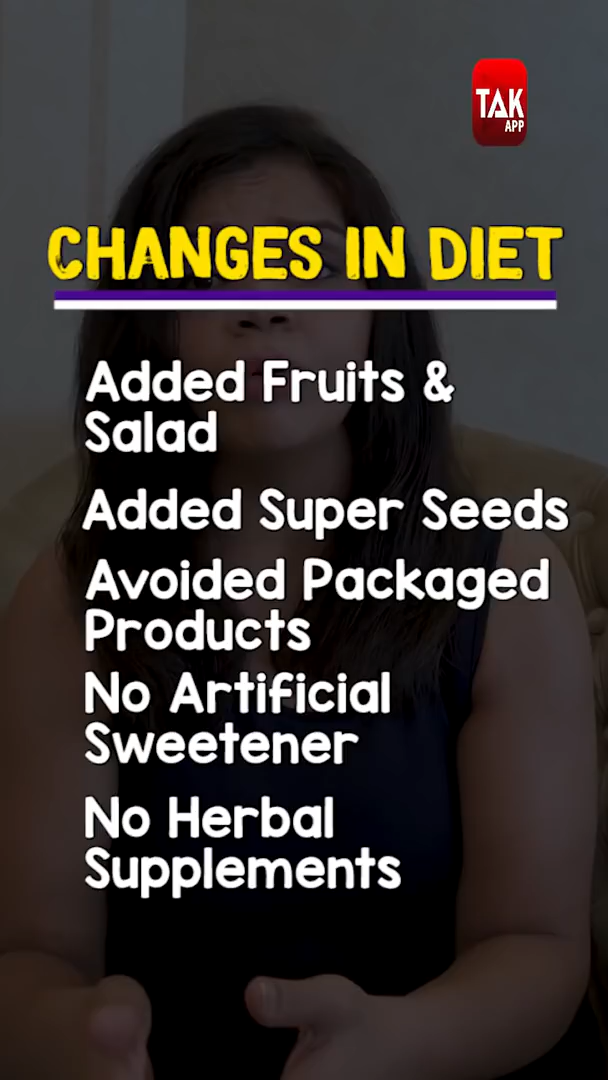 TAK
APP
CHANGES IN DIET
Added Fruits &
Salad
Added Super Seeds
Avoided Packaged
Products
No Artificial
Sweetener
No Herbal
Supplements